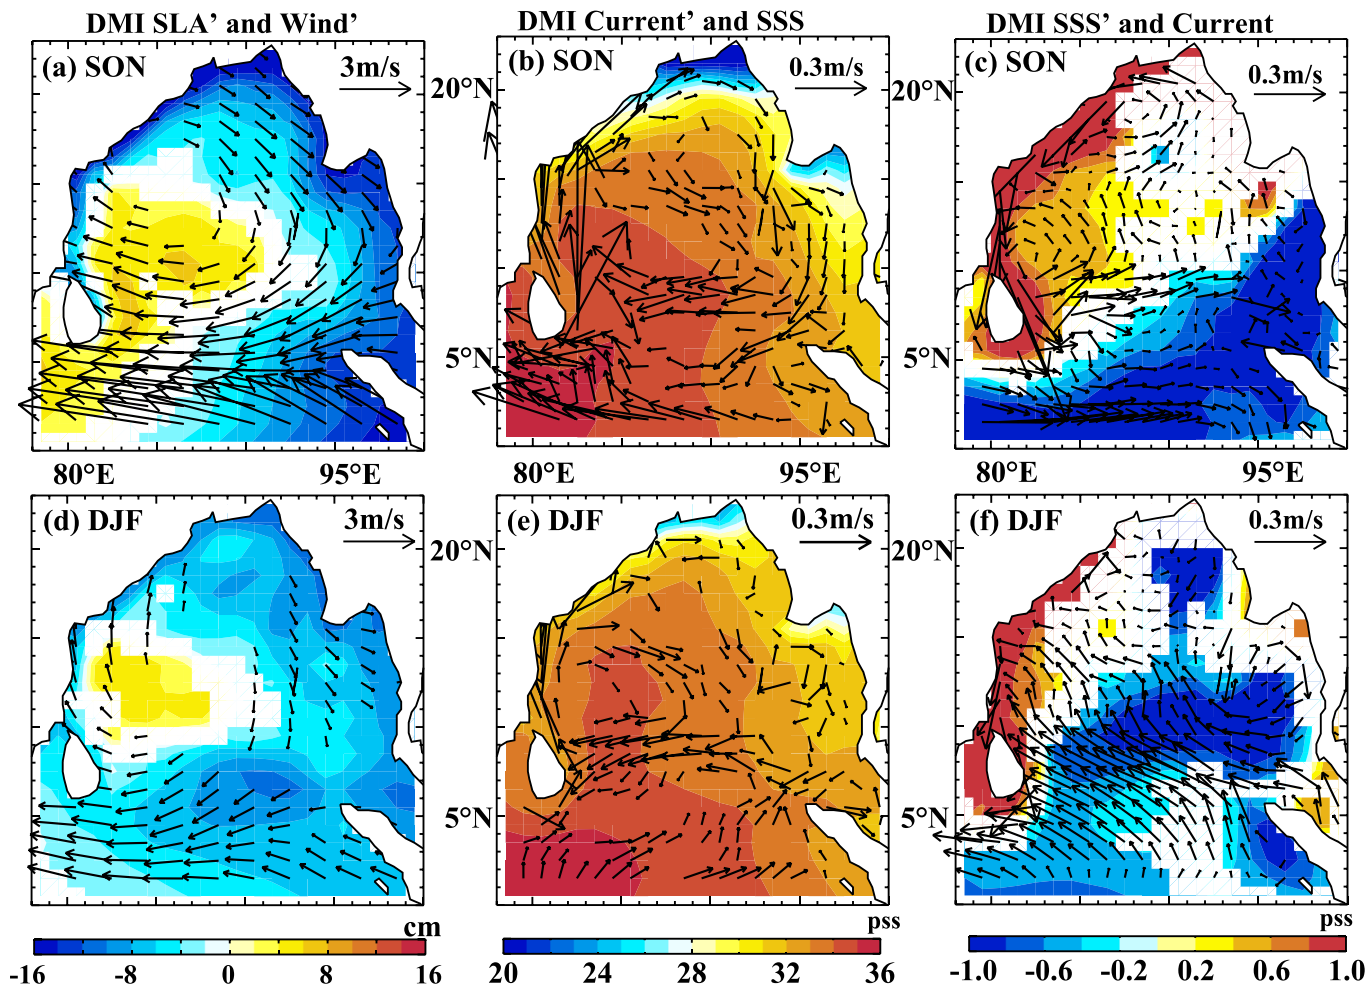 DMI SLA’ and Wind’ DMI Current’ and SSS DMI SSS’ and Current
(a) SON 3m/s (b) SON 0.3m/s (c) SON 0.3m/s
20°N 20°N
5°N 5°N
80°E 95°E 80°E 95°E 80°E 95°E
(d) DJF 3m/s (e) DJF 0.3m/s (f) DJF 0.3m/s
20°N 20°N
5°N 5°N
cm pss pss
-16 -8 0 8 16 20 24 28 32 36 -1.0 -0.6 -0.2 0.2 0.6 1.0